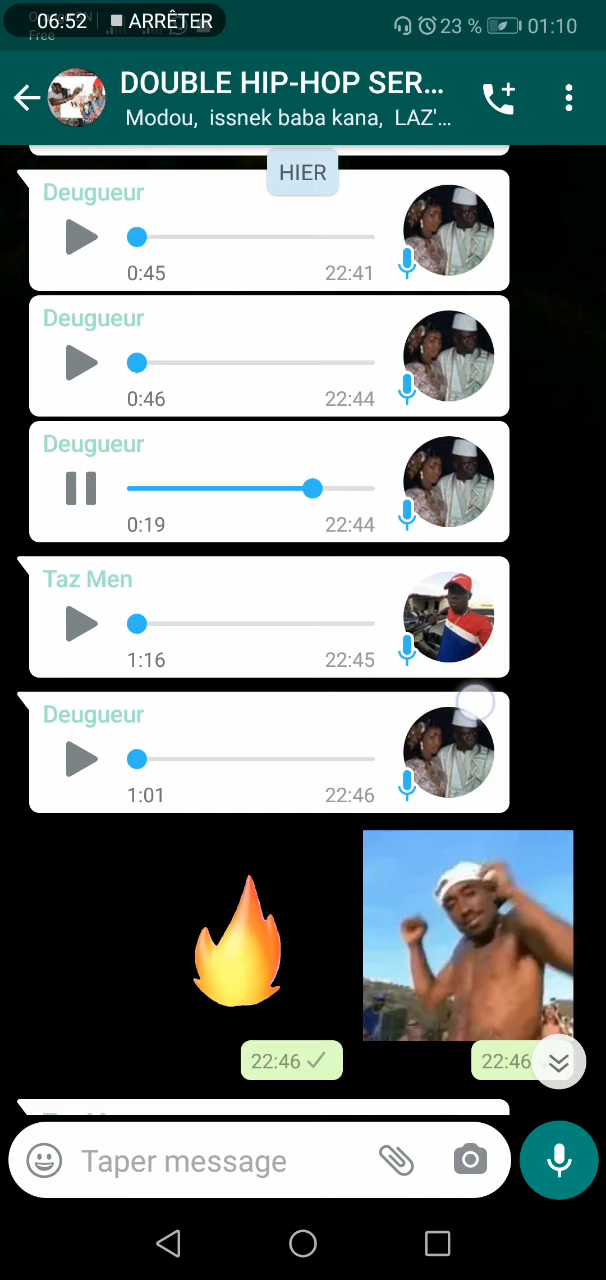 06:52 ARRÊTER
23 % 01:10
Free
DOUBLE HIP-HOP SER...
Modou, issnek baba kana, LAZ'...
HIER
Deugueur
0:45 22:41
Deugueur
0:46 22:44
Deugueur
0:19 22:44
Taz Men
1:16 22:45
Deugueur
1:01 22:46
22:46
22:46
Taper message